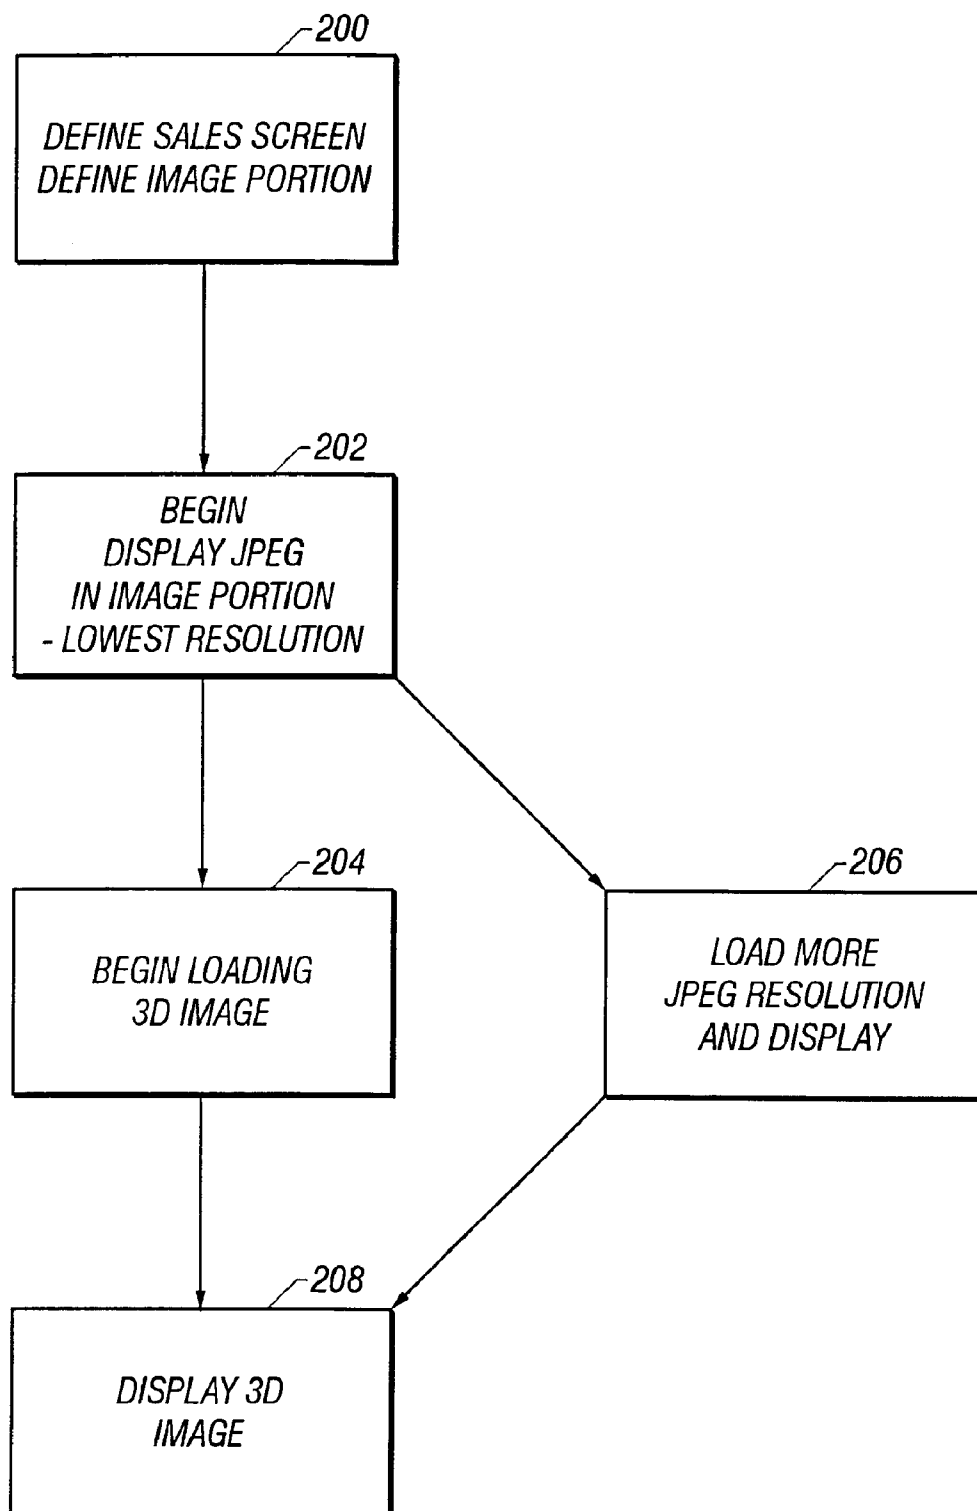 200
DEFINE SALES SCREEN
DEFINE IMAGE PORTION
202
BEGIN
DISPLAY JPEG
IN IMAGE PORTION
- LOWEST RESOLUTION
204
BEGIN LOADING
3D IMAGE
206
LOAD MORE
JPEG RESOLUTION
AND DISPLAY
208
DISPLAY 3D
IMAGE